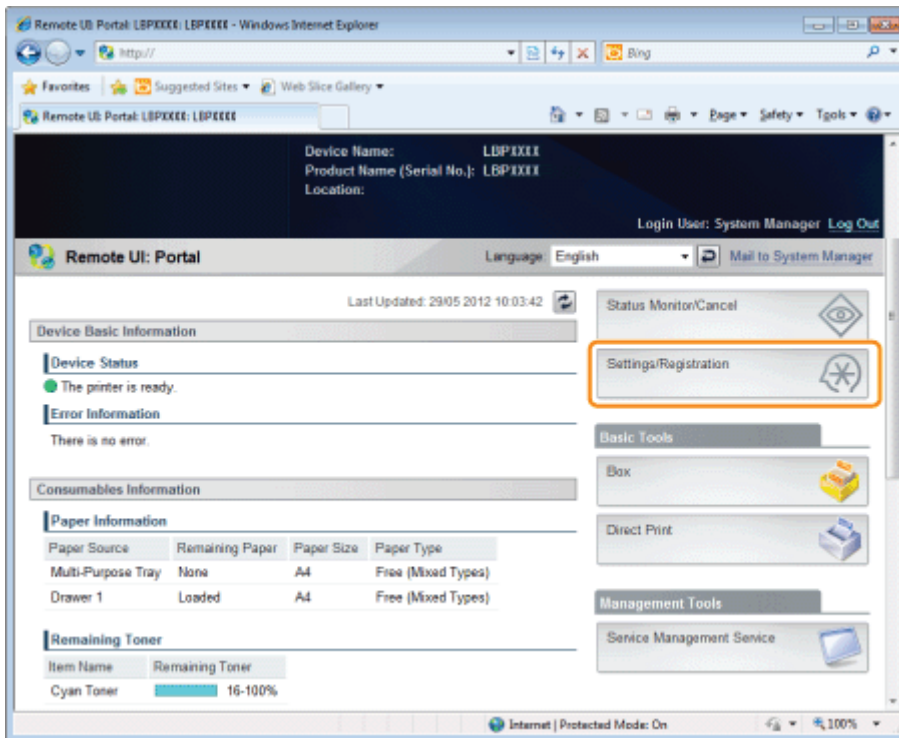 Remote UI: Portal: LBPXXXX: LBPXXXX - Windows Internet Explorer
http://
Bing
Favorites Suggested Sites Web Slice Gallery
Remote UI: Portal: LBPXXXX: LBPXXXX
Page Safety Tools
Device Name: LBPXXXX
Product Name (Serial No.): LBPXXXX
Location:
Login User: System Manager Log Out
Remote UI: Portal
Language: English
Mail to System Manager
Last Updated: 29/05 2012 10:03:42
Device Basic Information
Device Status
The printer is ready.
Error Information
There is no error.
Consumables Information
Paper Information
Paper Source Remaining Paper Paper Size Paper Type
Multi-Purpose Tray None A4 Free (Mixed Types)
Drawer 1 Loaded A4 Free (Mixed Types)
Remaining Toner
Item Name Remaining Toner
Cyan Toner 16-100%
Status Monitor/Cancel
Settings/Registration
Basic Tools
Box
Direct Print
Management Tools
Service Management Service
Internet | Protected Mode: On
100%